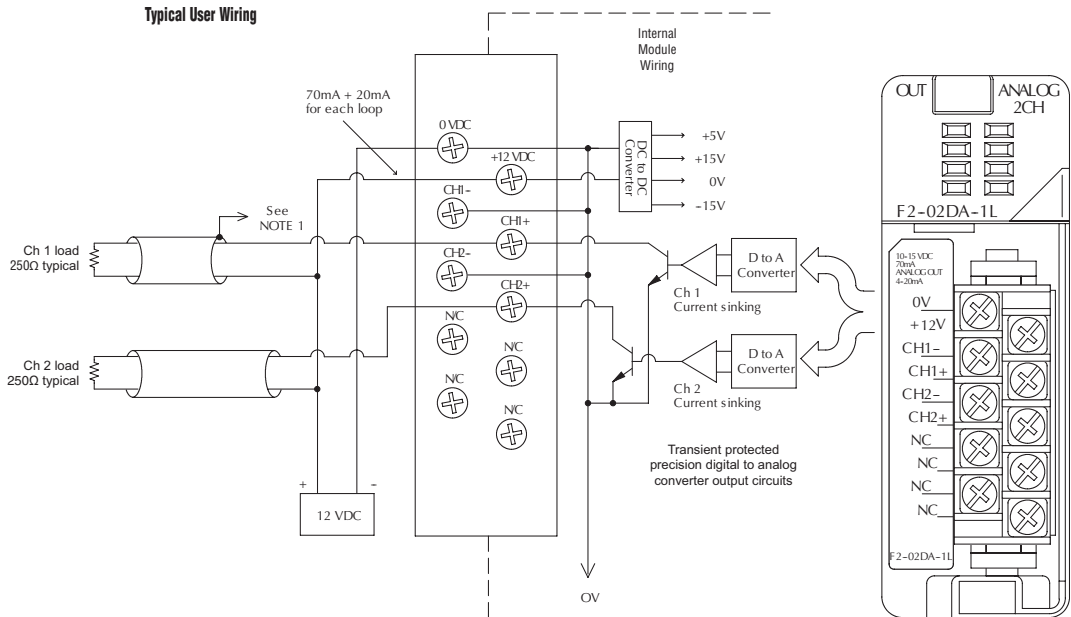 Typical User Wiring
Internal
Module
Wiring
70mA + 20mA
for each loop
0 VDC
+12 VDC
CH1-
CH1+
CH2-
CH2+
N/C
N/C
N/C
N/C
DC to DC
Converter
+5V
+15V
0V
-15V
See
NOTE 1
Ch 1 load
250Ω typical
Ch 2 load
250Ω typical
D to A
Converter
Ch 1
Current sinking
D to A
Converter
Ch 2
Current sinking
Transient protected
precision digital to analog
converter output circuits
+
-
12 VDC
0V
OUT
ANALOG
2CH
F2-02DA-1L
10-15 VDC
70mA
ANALOG OUT
4-20mA
0V
+12V
CH1-
CH1+
CH2-
CH2+
NC
NC
NC
NC
F2-02DA-1L